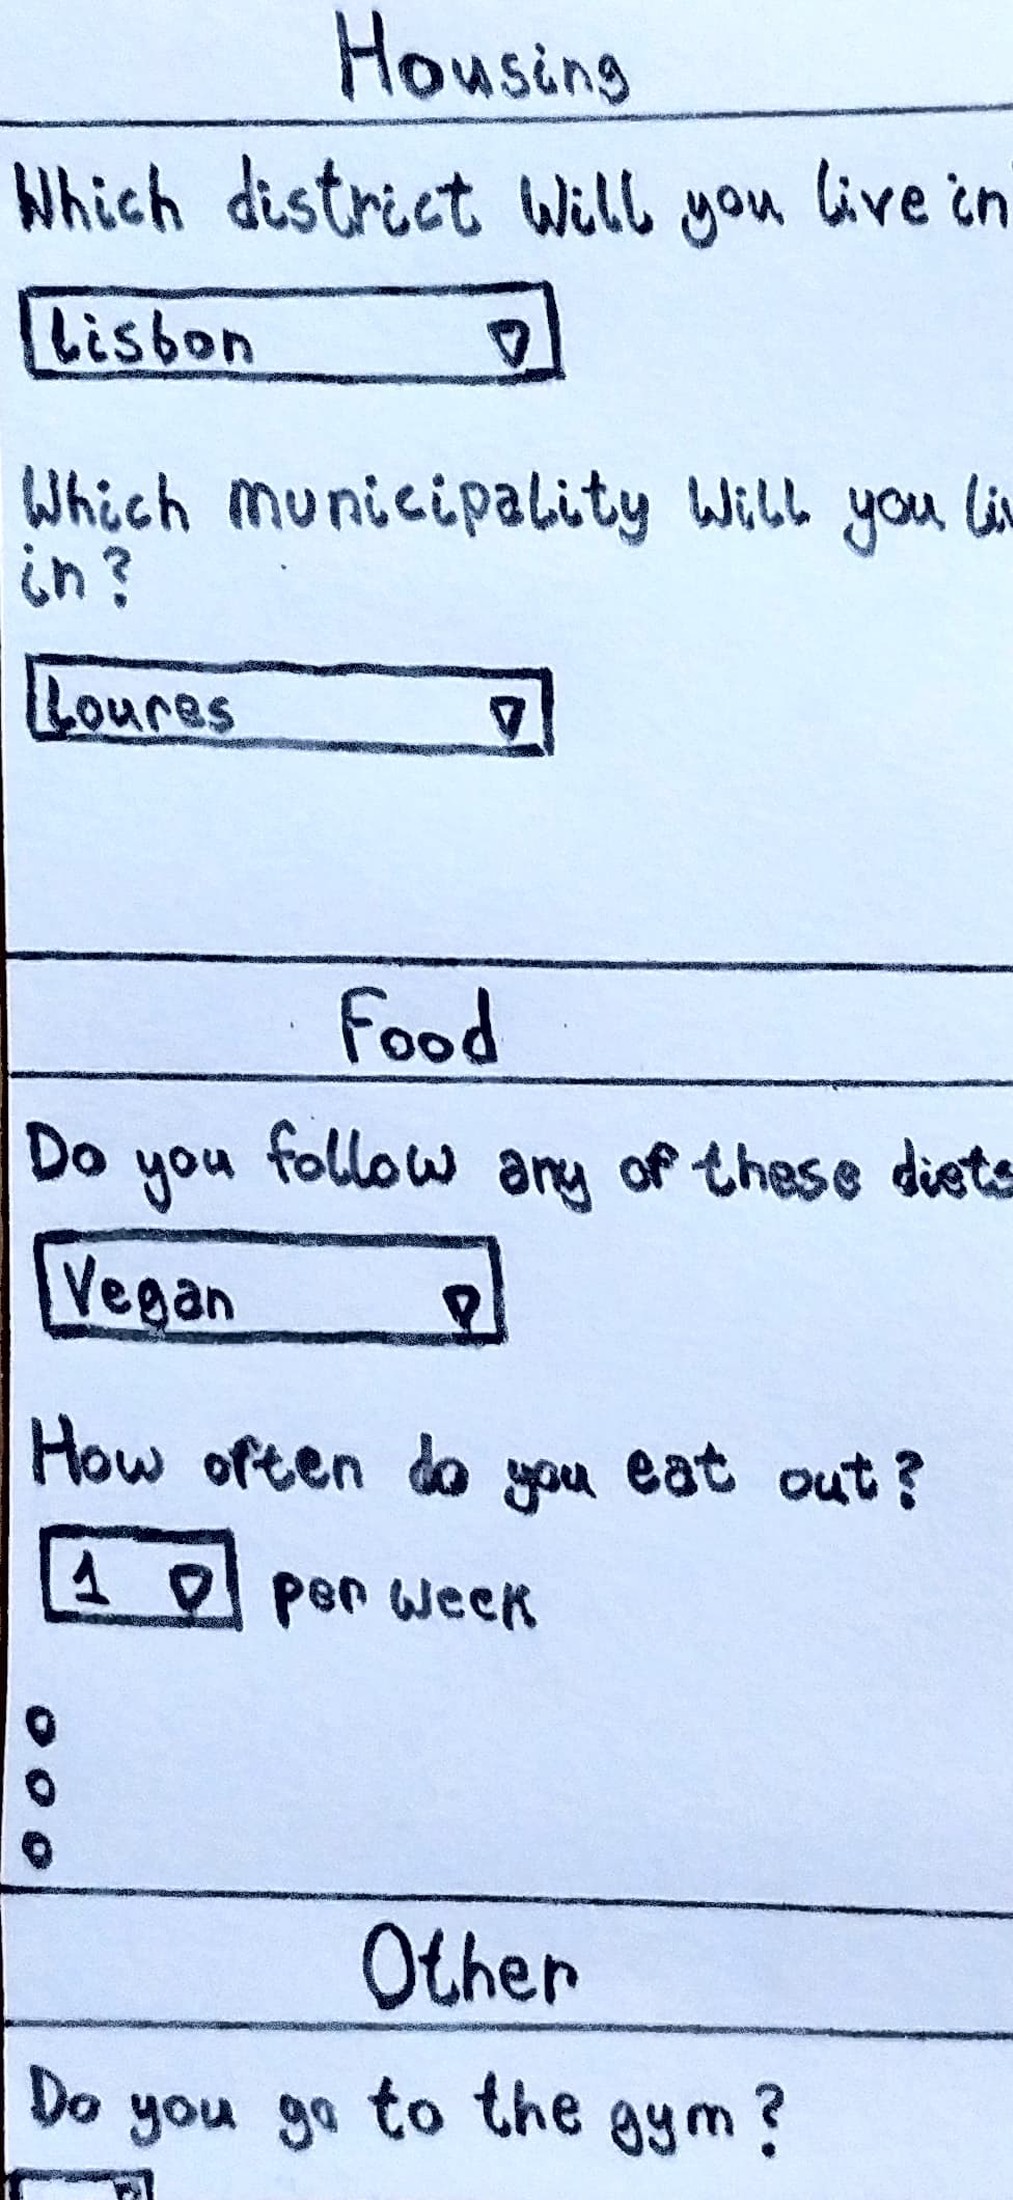 Housing
Which district Will you live in
Lisbon
Which municipality Will you
in?
Loures
Food
Do you follow any of these diets
Vegan
How often do you eat out?
1 per week
Other
Do you go to the gym?